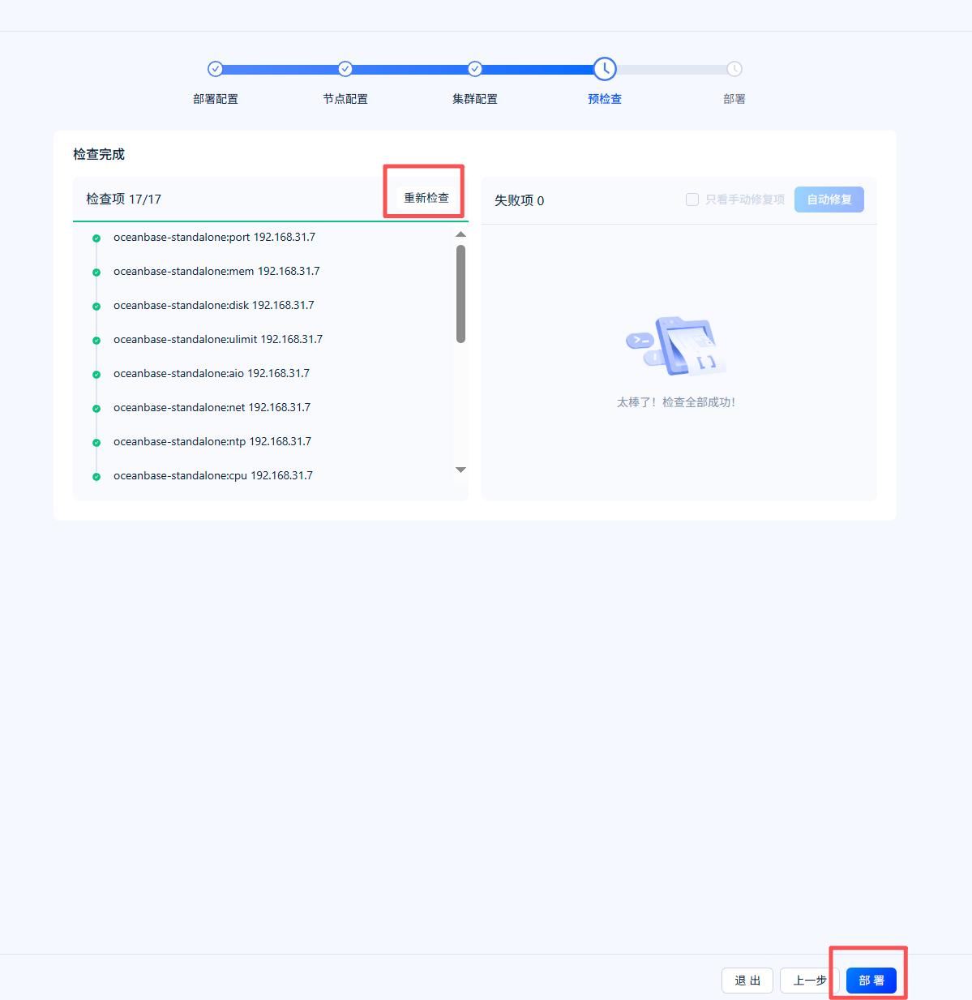 部署配置
节点配置
集群配置
预检查
部署
检查完成
检查项 17/17
重新检查
oceanbase-standalone:port 192.168.31.7
oceanbase-standalone:mem 192.168.31.7
oceanbase-standalone:disk 192.168.31.7
oceanbase-standalone:ulimit 192.168.31.7
oceanbase-standalone:aio 192.168.31.7
oceanbase-standalone:net 192.168.31.7
oceanbase-standalone:ntp 192.168.31.7
oceanbase-standalone:cpu 192.168.31.7
失败项 0
只看手动修复项
自动修复
太棒了！检查全部成功！
退 出
上一步
部 署